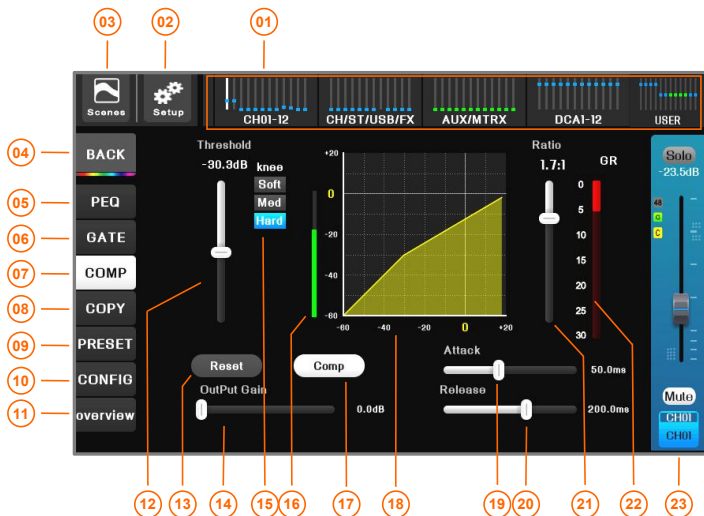 03
02
01
Scenes
Setup
CH01-12
CH/ST/USB/FX
AUX/MTRX
DCA1-12
USER
04
BACK
Threshold
-30.3dB
knee
Soft
Med
Hard
+20
0
-20
-40
-60
-60
-40
-20
0
+20
Ratio
1.7:1
GR
0
5
10
15
20
25
30
Solo
-23.5dB
48
G
C
05
PEQ
06
GATE
07
COMP
08
COPY
09
PRESET
10
CONFIG
11
overview
Reset
Comp
OutPut Gain
0.0dB
Attack
50.0ms
Release
200.0ms
Mute
CH01
CH01
12
13
14
15
16
17
18
19
20
21
22
23